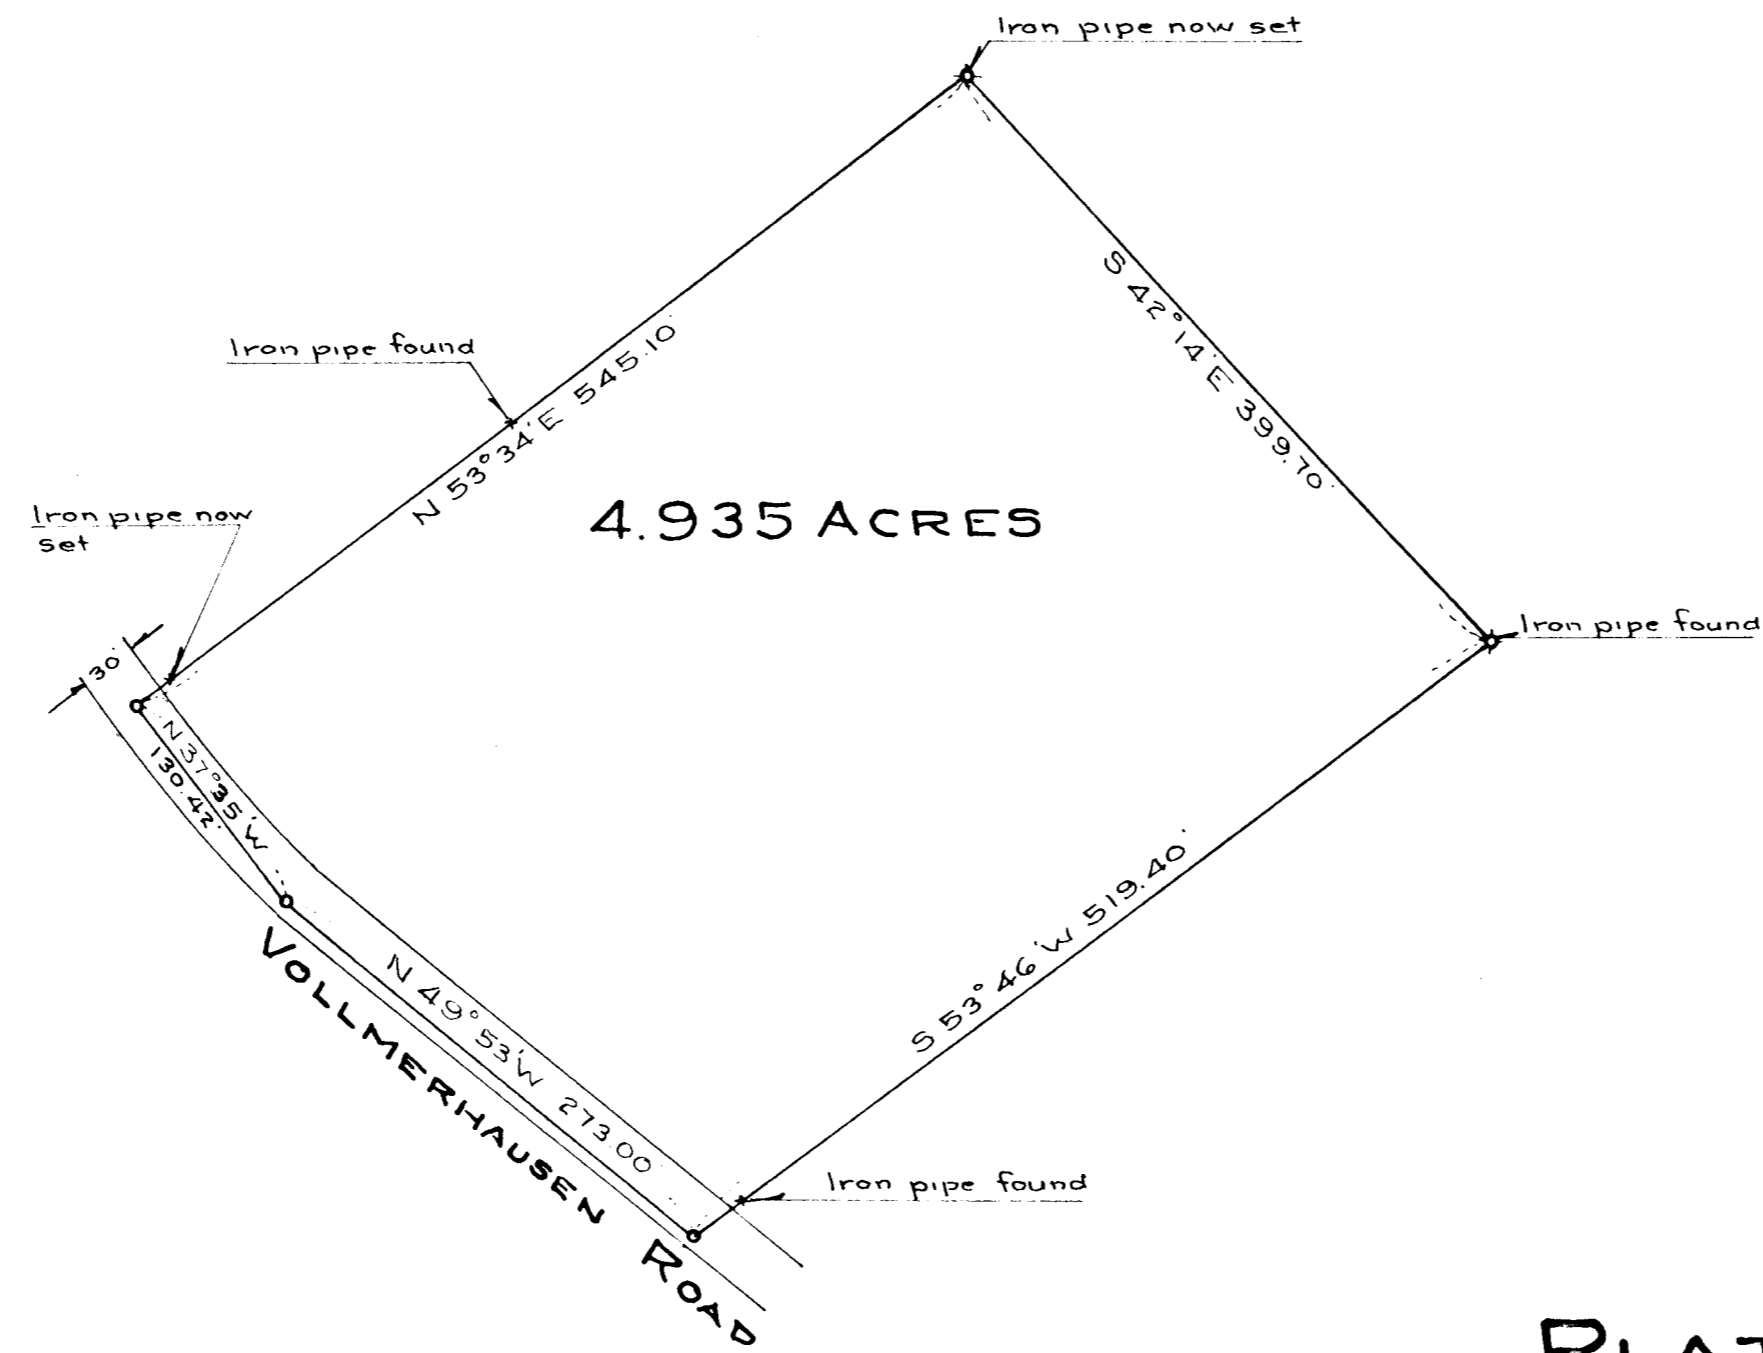 Iron pipe now set
Iron pipe found
N 53°34'E 545.10'
S 42°14'E 399.70'
Iron pipe now
set
4.935 ACRES
Iron pipe found
30'
N37°35'W
130.42'
S 53°46'W 519.40'
N 49°53'W 273.00'
VOLLMERHAUSEN ROAD
Iron pipe found